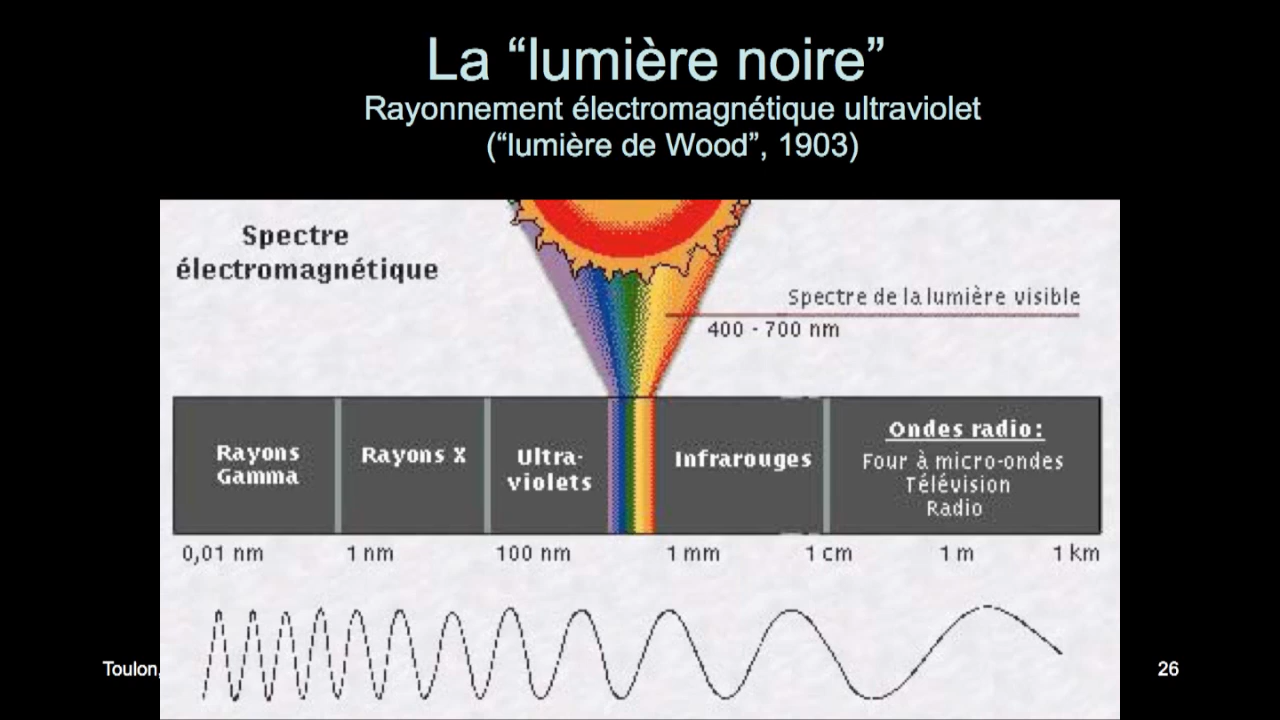 La “lumière noire”
Rayonnement électromagnétique ultraviolet
(“lumière de Wood”, 1903)
Spectre
électromagnétique
Spectre de la lumière visible
400 - 700 nm
Rayons
Gamma
Rayons X
Ultra-
violets
Infrarouges
Ondes radio:
Four à micro-ondes
Télévision
Radio
0,01 nm 1 nm 100 nm 1 mm 1 cm 1 m 1 km
Toulon,
26